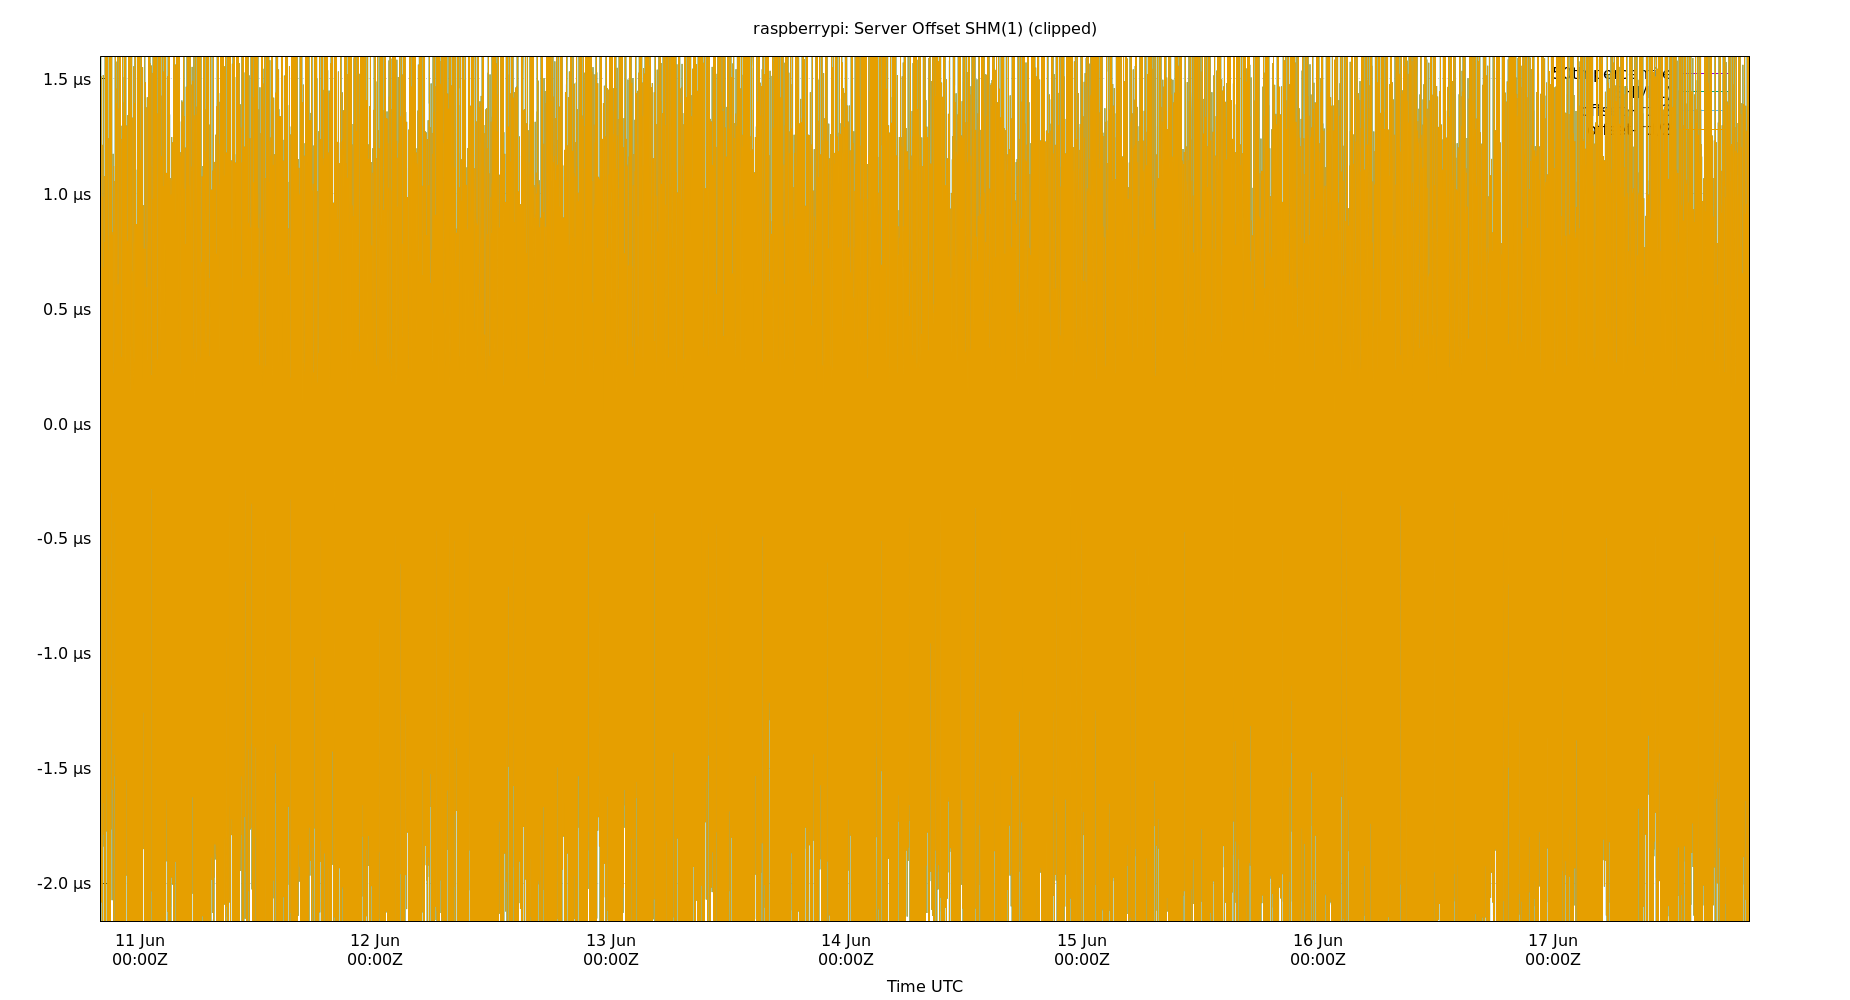 raspberrypi: Server Offset SHM(1) (clipped)
1.5 µs
1.0 µs
0.5 µs
0.0 µs
-0.5 µs
-1.0 µs
-1.5 µs
-2.0 µs
11 Jun 12 Jun 13 Jun 14 Jun 15 Jun 16 Jun 17 Jun
00:00Z 00:00Z 00:00Z 00:00Z 00:00Z 00:00Z 00:00Z
Time UTC